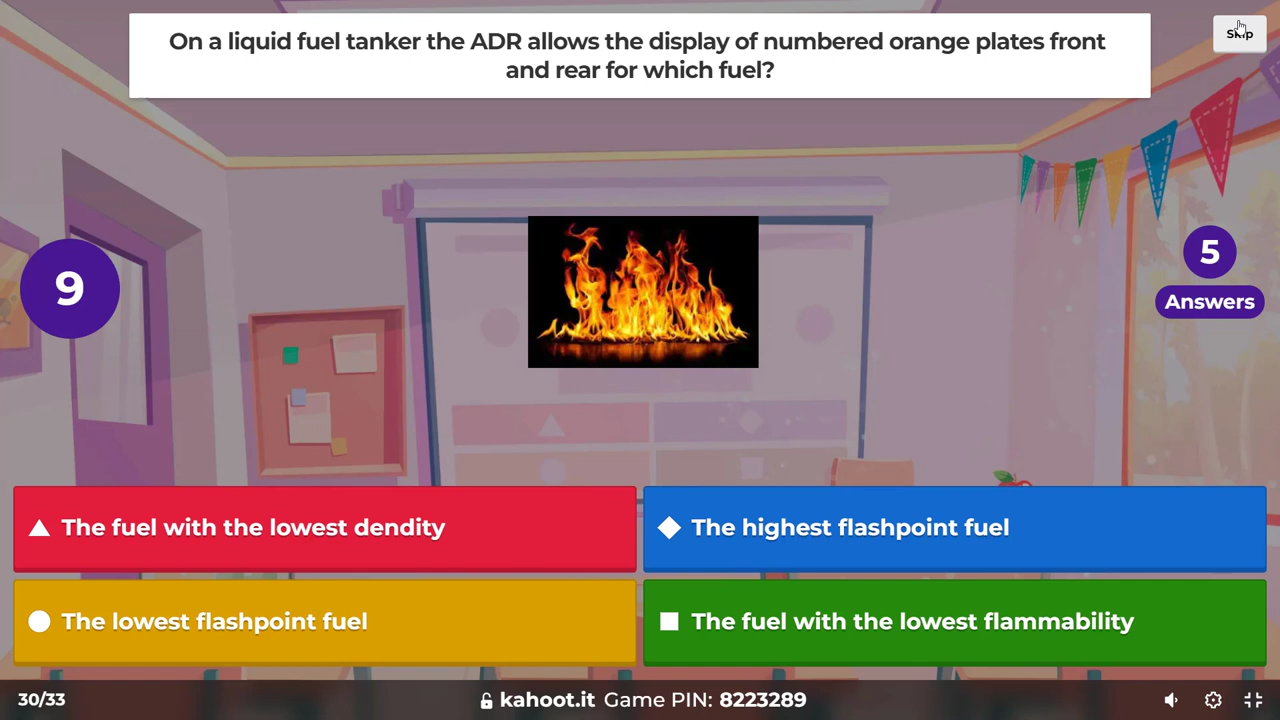 On a liquid fuel tanker the ADR allows the display of numbered orange plates front
and rear for which fuel?
Skip
9
5
Answers
The fuel with the lowest dendity
The highest flashpoint fuel
The lowest flashpoint fuel
The fuel with the lowest flammability
30/33
kahoot.it Game PIN: 8223289